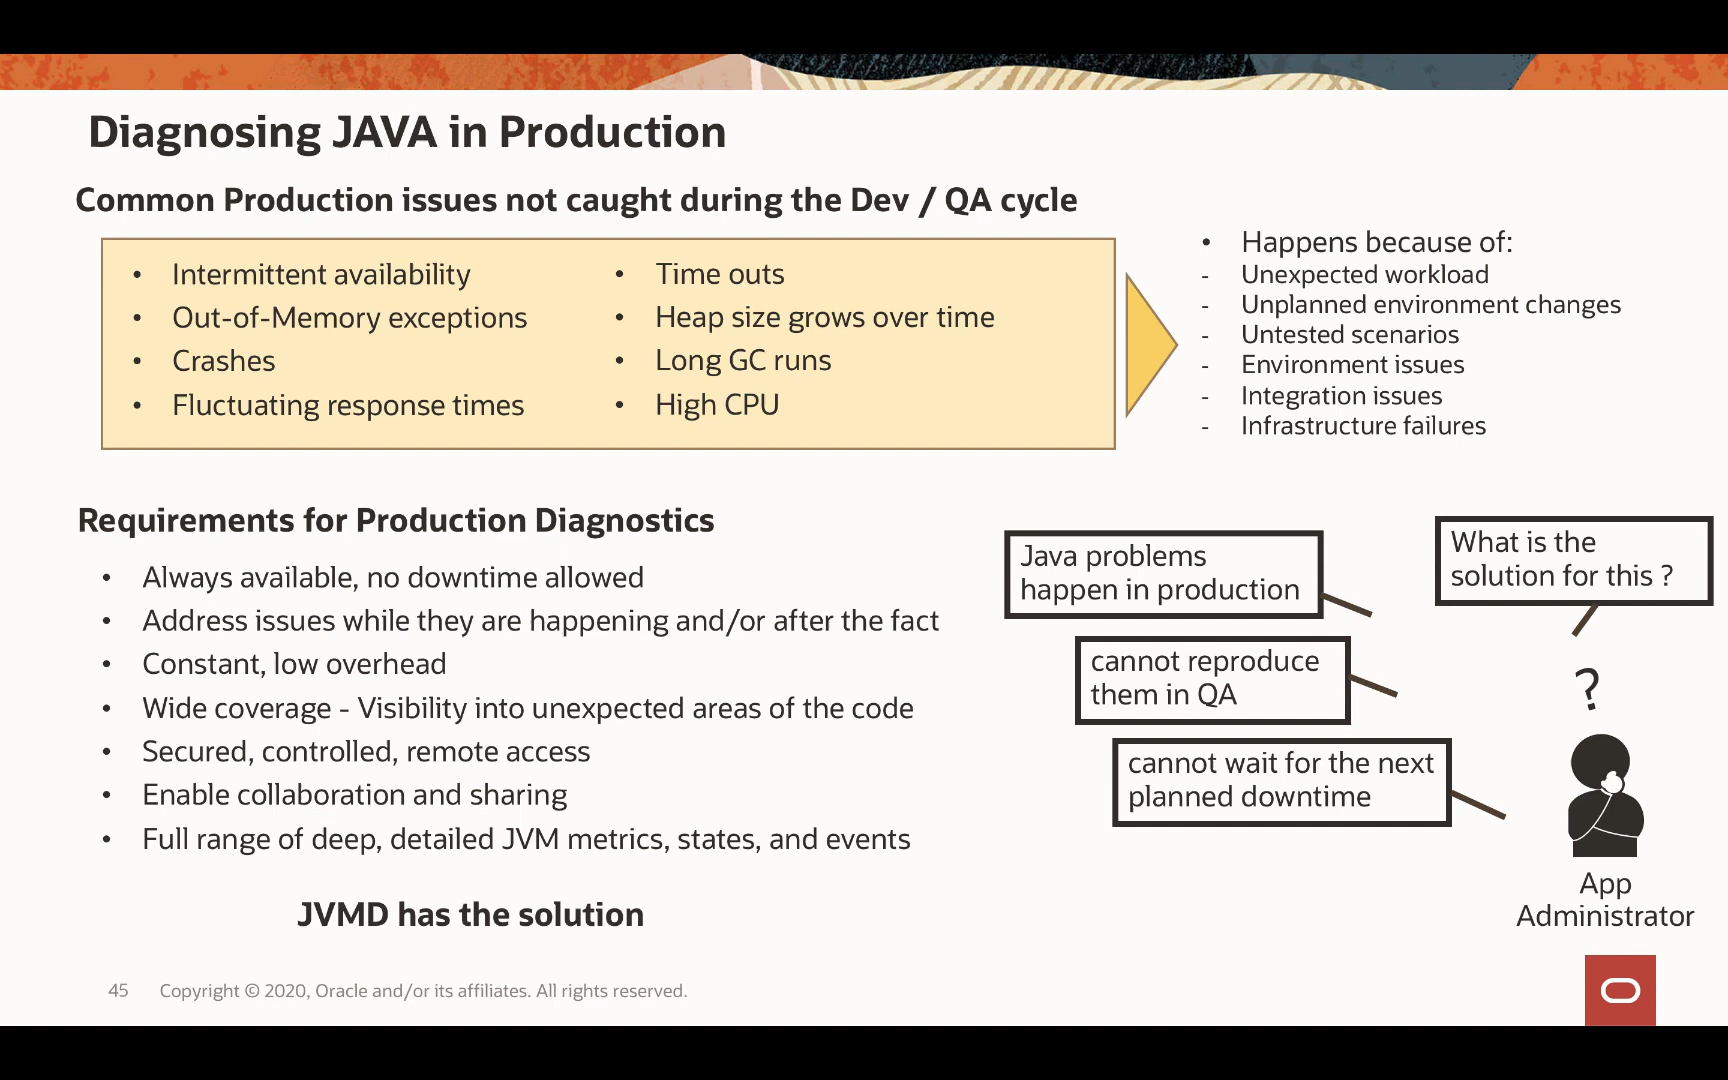 Diagnosing JAVA in Production
Common Production issues not caught during the Dev / QA cycle
• Intermittent availability
• Out-of-Memory exceptions
• Crashes
• Fluctuating response times
• Time outs
• Heap size grows over time
• Long GC runs
• High CPU
• Happens because of:
- Unexpected workload
- Unplanned environment changes
- Untested scenarios
- Environment issues
- Integration issues
- Infrastructure failures
Requirements for Production Diagnostics
• Always available, no downtime allowed
• Address issues while they are happening and/or after the fact
• Constant, low overhead
• Wide coverage - Visibility into unexpected areas of the code
• Secured, controlled, remote access
• Enable collaboration and sharing
• Full range of deep, detailed JVM metrics, states, and events
JVMD has the solution
Java problems
happen in production
cannot reproduce
them in QA
cannot wait for the next
planned downtime
What is the
solution for this ?
?
App
Administrator
45 Copyright © 2020, Oracle and/or its affiliates. All rights reserved.